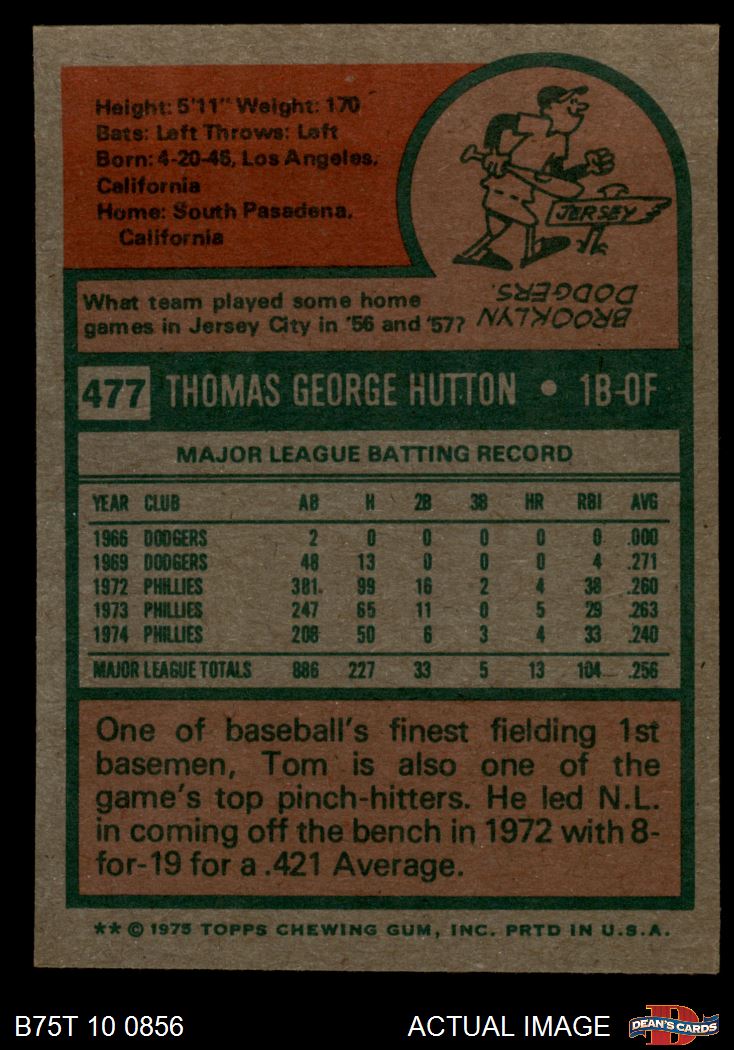 Height: 5'11" Weight: 170
Bats: Left Throws: Left
Born: 4-20-46, Los Angeles,
California
Home: South Pasadena,
California
JERSEY
What team played some home
games in Jersey City in '56 and '57?
BROOKLYN
DODGERS.
477 THOMAS GEORGE HUTTON • 1B-OF
MAJOR LEAGUE BATTING RECORD
YEAR CLUB AB H 2B 3B HR RBI AVG
1966 DODGERS 2 0 0 0 0 0 .000
1969 DODGERS 48 13 0 0 0 4 .271
1972 PHILLIES 381 99 16 2 4 38 .260
1973 PHILLIES 247 65 11 0 5 29 .263
1974 PHILLIES 208 50 6 3 4 33 .240
MAJOR LEAGUE TOTALS 886 227 33 5 13 104 .256
One of baseball's finest fielding 1st
basemen, Tom is also one of the
game's top pinch-hitters. He led N.L.
in coming off the bench in 1972 with 8-
for-19 for a .421 Average.
** © 1975 TOPPS CHEWING GUM, INC. PRTD IN U.S.A.
B75T 10 0856 ACTUAL IMAGE
D
DEAN'S CARDS